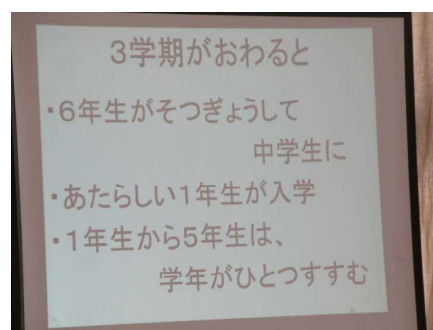 3学期がおわると
・6年生がそつぎょうして
中学生に
・あたらしい1年生が入学
・1年生から5年生は、
学年がひとつすすむ